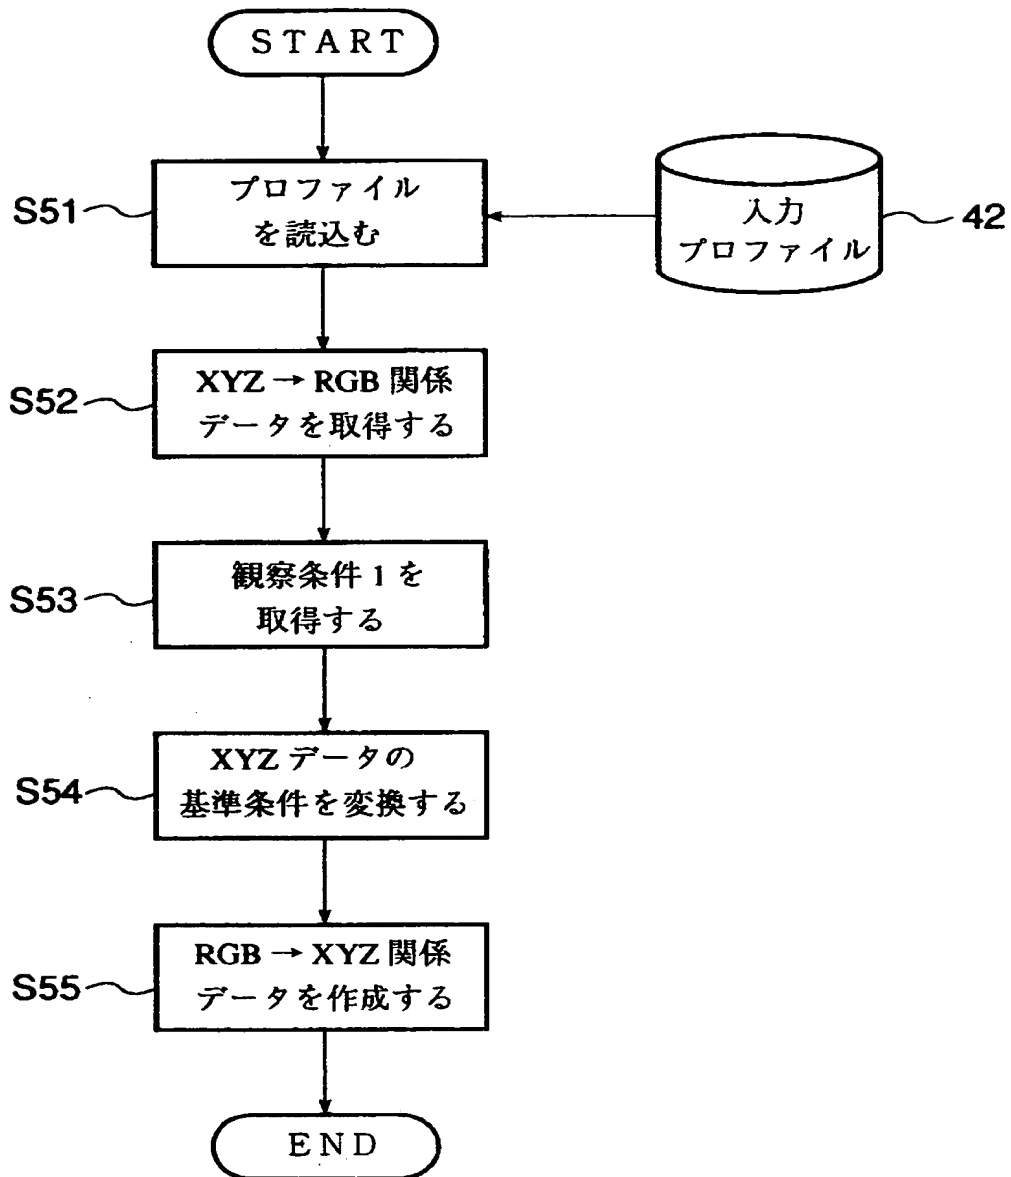 START
S51
プロファイル
を読込む
入力
プロファイル
42
S52
XYZ → RGB 関係
データを取得する
S53
観察条件 1 を
取得する
S54
XYZ データの
基準条件を変換する
S55
RGB → XYZ 関係
データを作成する
END